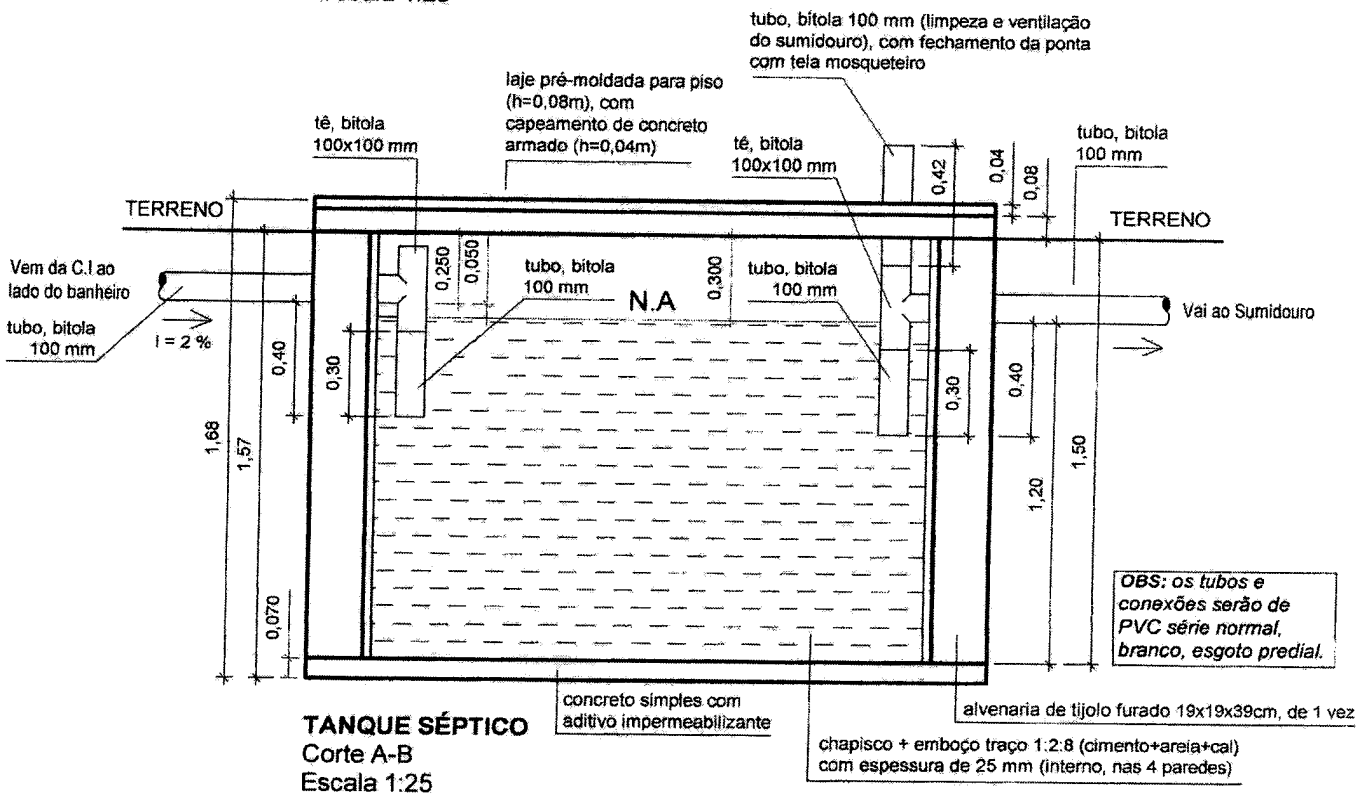 tubo, bitola 100 mm (limpeza e ventilação
do sumidouro), com fechamento da ponta
com tela mosqueteiro
laje pré-moldada para piso
(h=0,08m), com
capeamento de concreto
armado (h=0,04m)
tê, bitola
100x100 mm
tê, bitola
100x100 mm
tubo, bitola
100 mm
0,42
0,04
0,08
TERRENO
TERRENO
Vem da C.I ao
lado do banheiro
tubo, bitola
100 mm
I = 2 %
0,250
0,050
tubo, bitola
100 mm
N.A
0,300
tubo, bitola
100 mm
Vai ao Sumidouro
0,40
0,30
0,30
0,40
1,68
1,57
1,20
1,50
0,070
OBS: os tubos e
conexões serão de
PVC série normal,
branco, esgoto predial.
concreto simples com
aditivo impermeabilizante
alvenaria de tijolo furado 19x19x39cm, de 1 vez
chapisco + emboço traço 1:2:8 (cimento+areia+cal)
com espessura de 25 mm (interno, nas 4 paredes)
TANQUE SÉPTICO
Corte A-B
Escala 1:25